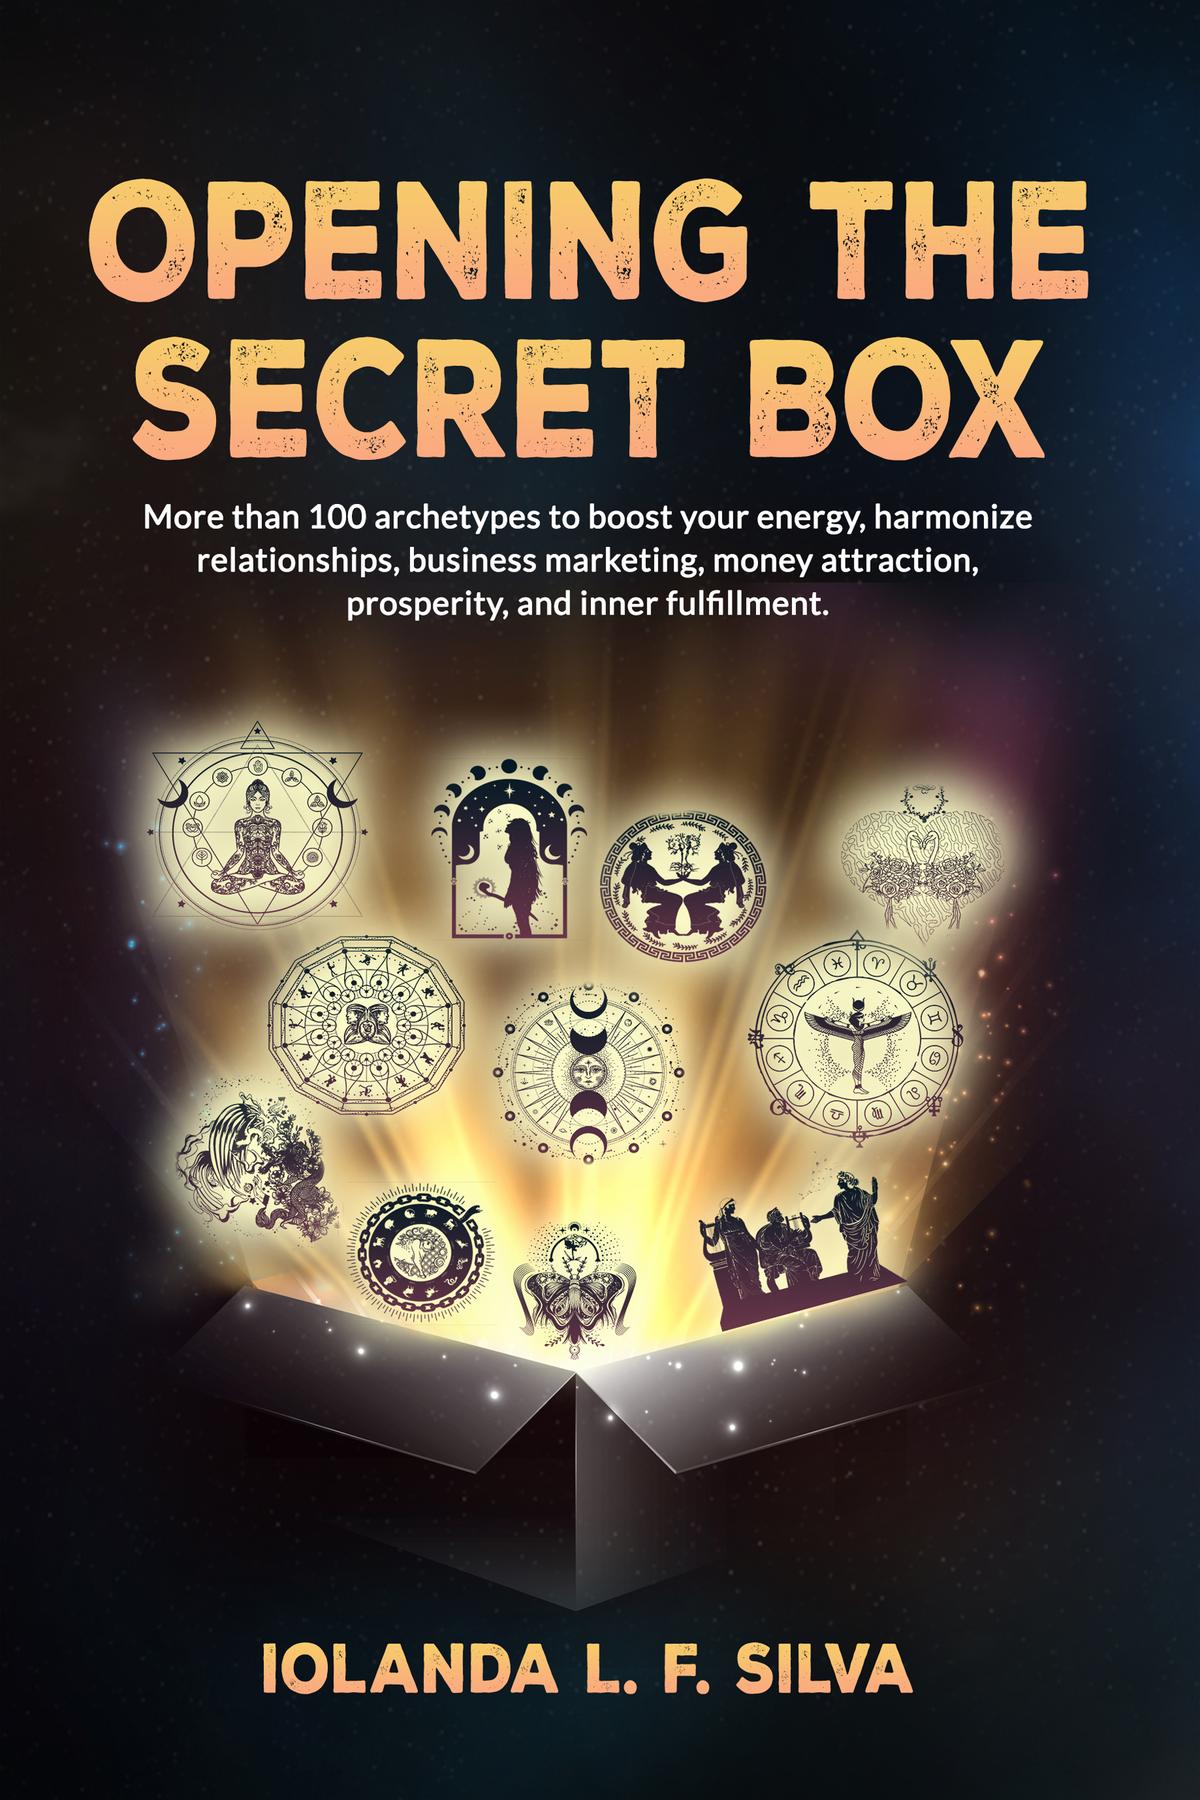 OPENING THE
SECRET BOX
More than 100 archetypes to boost your energy, harmonize
relationships, business marketing, money attraction,
prosperity, and inner fulfillment.
IOLANDA L. F. SILVA